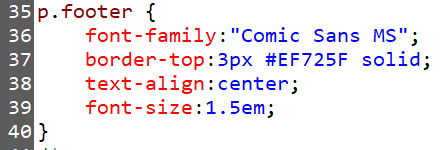 35 p.footer {
36 font-family:"Comic Sans MS";
37 border-top:3px #EF725F solid;
38 text-align:center;
39 font-size:1.5em;
40 }